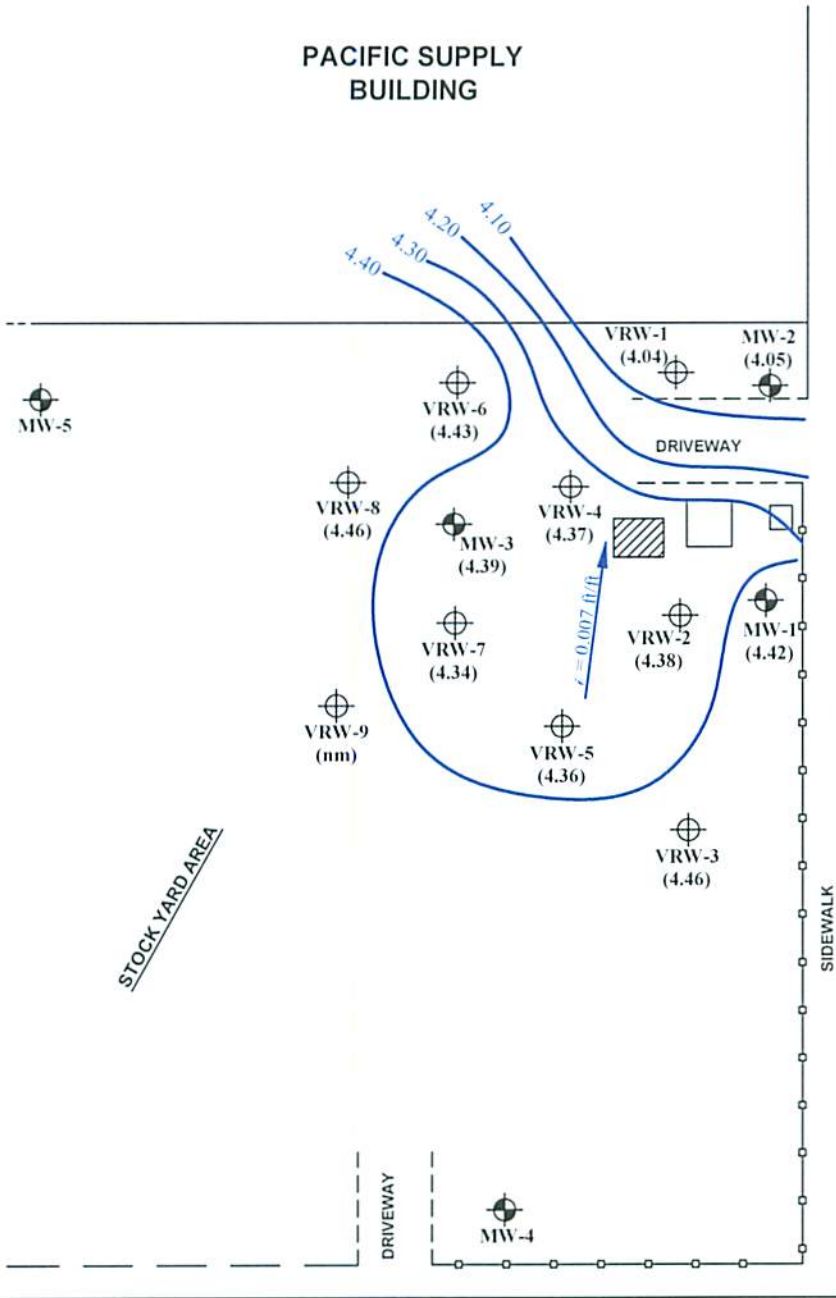 PACIFIC SUPPLY
BUILDING
4.10
4.20
4.30
4.40
VRW-1
(4.04)
MW-2
(4.05)
MW-5
VRW-6
(4.43)
DRIVEWAY
VRW-8
(4.46)
MW-3
(4.39)
VRW-4
(4.37)
i = 0.007 ft/ft
VRW-7
(4.34)
VRW-2
(4.38)
MW-1
(4.42)
VRW-9
(nm)
VRW-5
(4.36)
VRW-3
(4.46)
STOCK YARD AREA
SIDEWALK
DRIVEWAY
MW-4